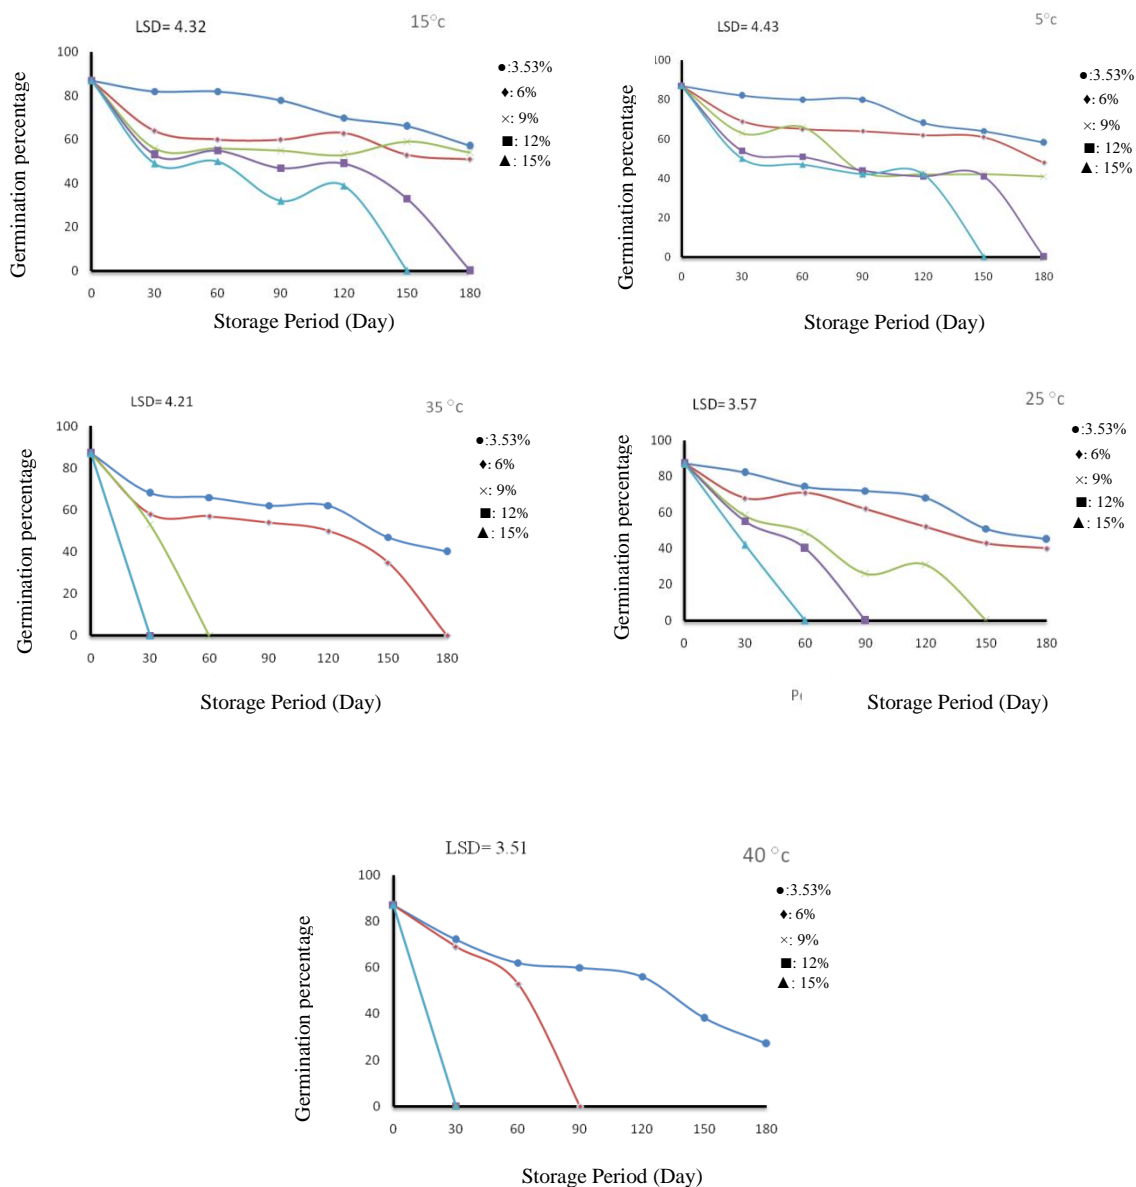 LSD= 4.32
15°c
Germination percentage
100
80
60
40
20
0
0 30 60 90 120 150 180
Storage Period (Day)
●:3.53%
♦: 6%
×: 9%
■: 12%
▲: 15%
LSD= 4.43
5°c
Germination percentage
100
80
60
40
20
0
0 30 60 90 120 150 180
Storage Period (Day)
●:3.53%
♦: 6%
×: 9%
■: 12%
▲: 15%
LSD= 4.21
35 °c
Germination percentage
100
80
60
40
20
0
0 30 60 90 120 150 180
Storage Period (Day)
●:3.53%
♦: 6%
×: 9%
■: 12%
▲: 15%
LSD= 3.57
25 °c
Germination percentage
100
80
60
40
20
0
0 30 60 90 120 150 180
Storage Period (Day)
●:3.53%
♦: 6%
×: 9%
■: 12%
▲: 15%
LSD= 3.51
40 °c
Germination percentage
100
80
60
40
20
0
0 30 60 90 120 150 180
Storage Period (Day)
●:3.53%
♦: 6%
×: 9%
■: 12%
▲: 15%